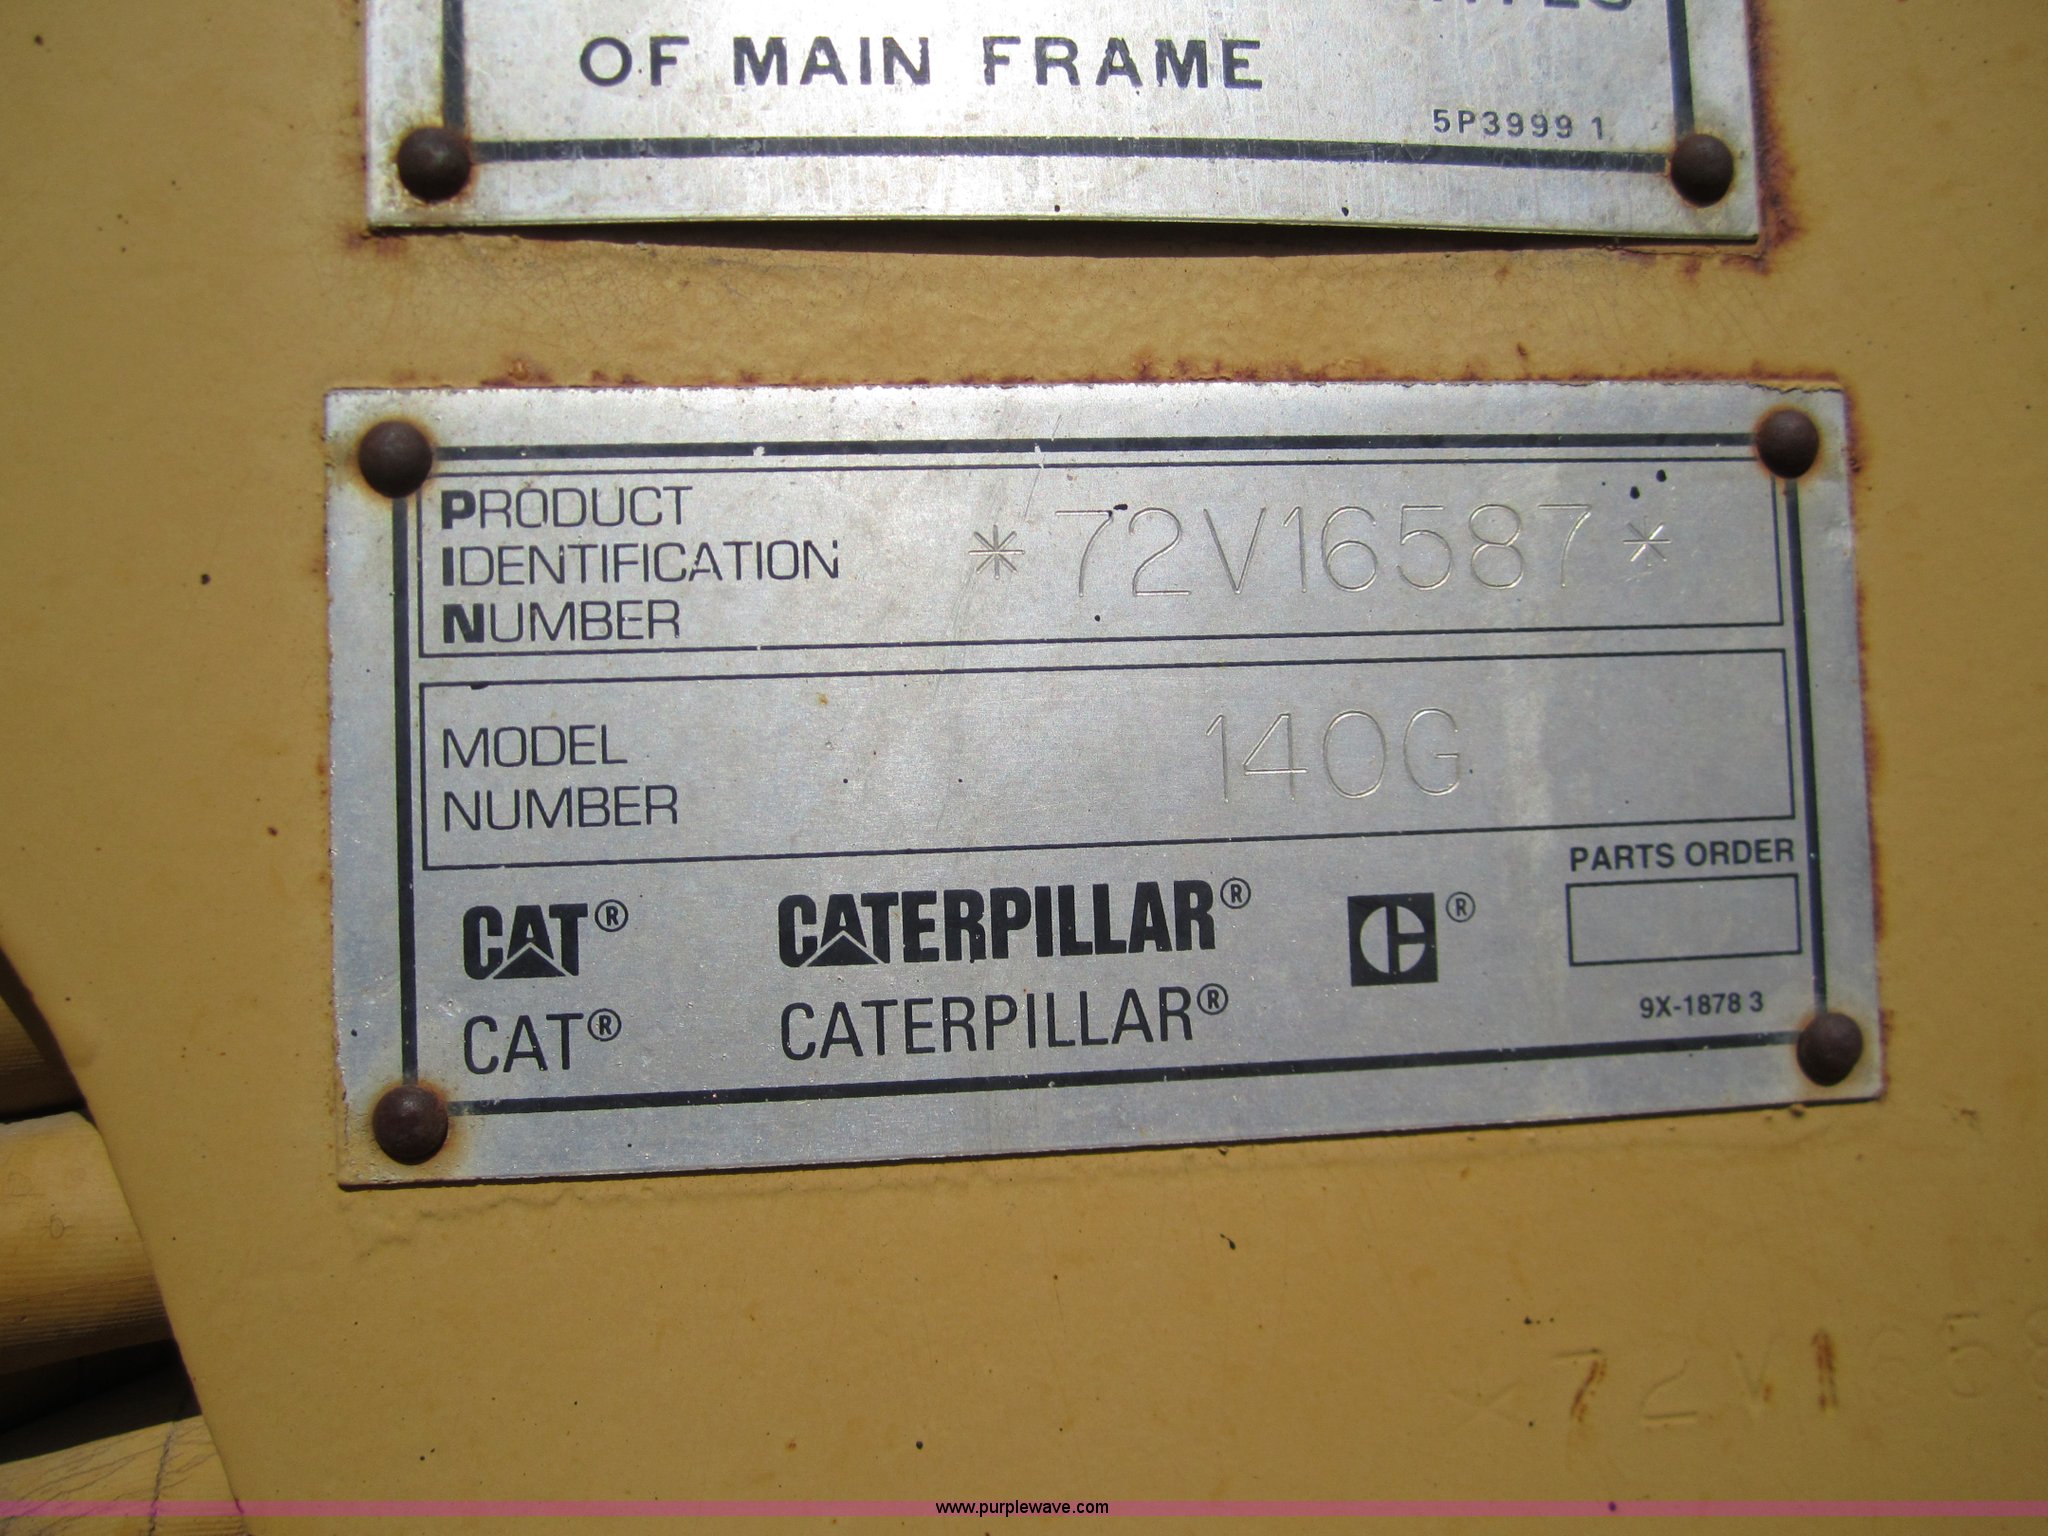 OF MAIN FRAME
5P3999 1
PRODUCT
IDENTIFICATION
NUMBER
*72V16587*
MODEL
NUMBER
140G
PARTS ORDER
CAT® CATERPILLAR® ®
CAT® CATERPILLAR®
9X-1878 3
*72V1658
www.purplewave.com